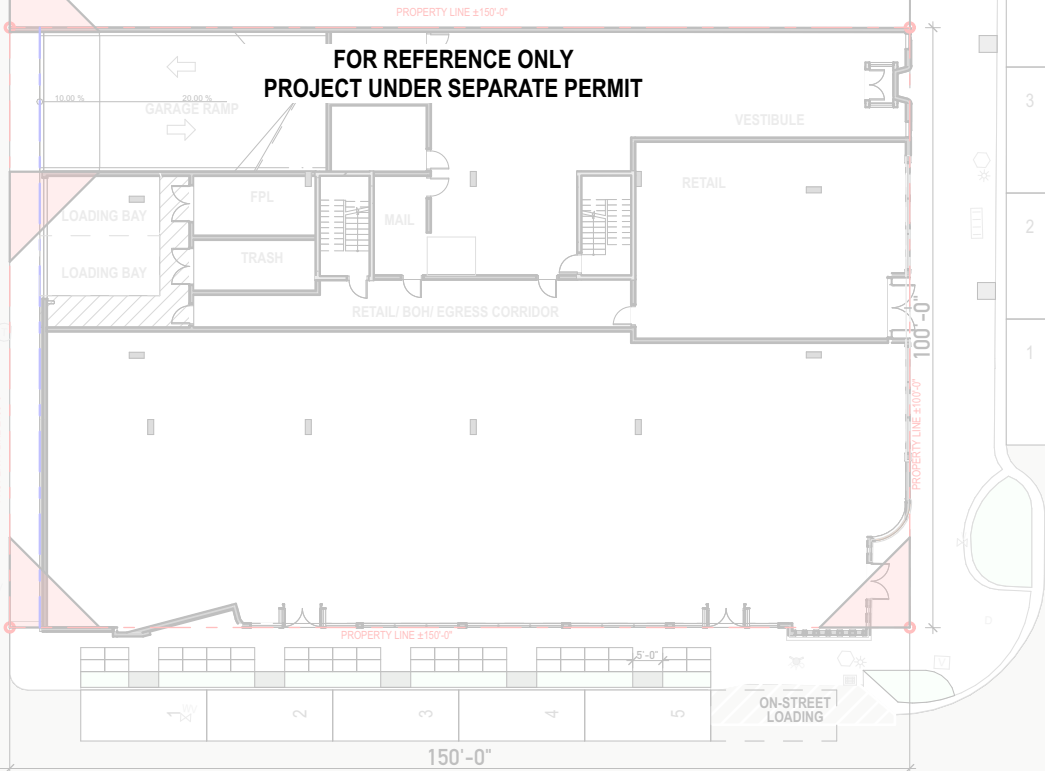 PROPERTY LINE ±150'-0"
FOR REFERENCE ONLY
PROJECT UNDER SEPARATE PERMIT
10.00 %
20.00 %
GARAGE RAMP
VESTIBULE
3
RETAIL
FPL
LOADING BAY
MAIL
2
TRASH
LOADING BAY
RETAIL/ BOH/ EGRESS CORRIDOR
100'-0"
1
PROPERTY LINE ±100'-0"
PROPERTY LINE ±150'-0"
5'-0"
1
2
3
4
5
ON-STREET
LOADING
150'-0"